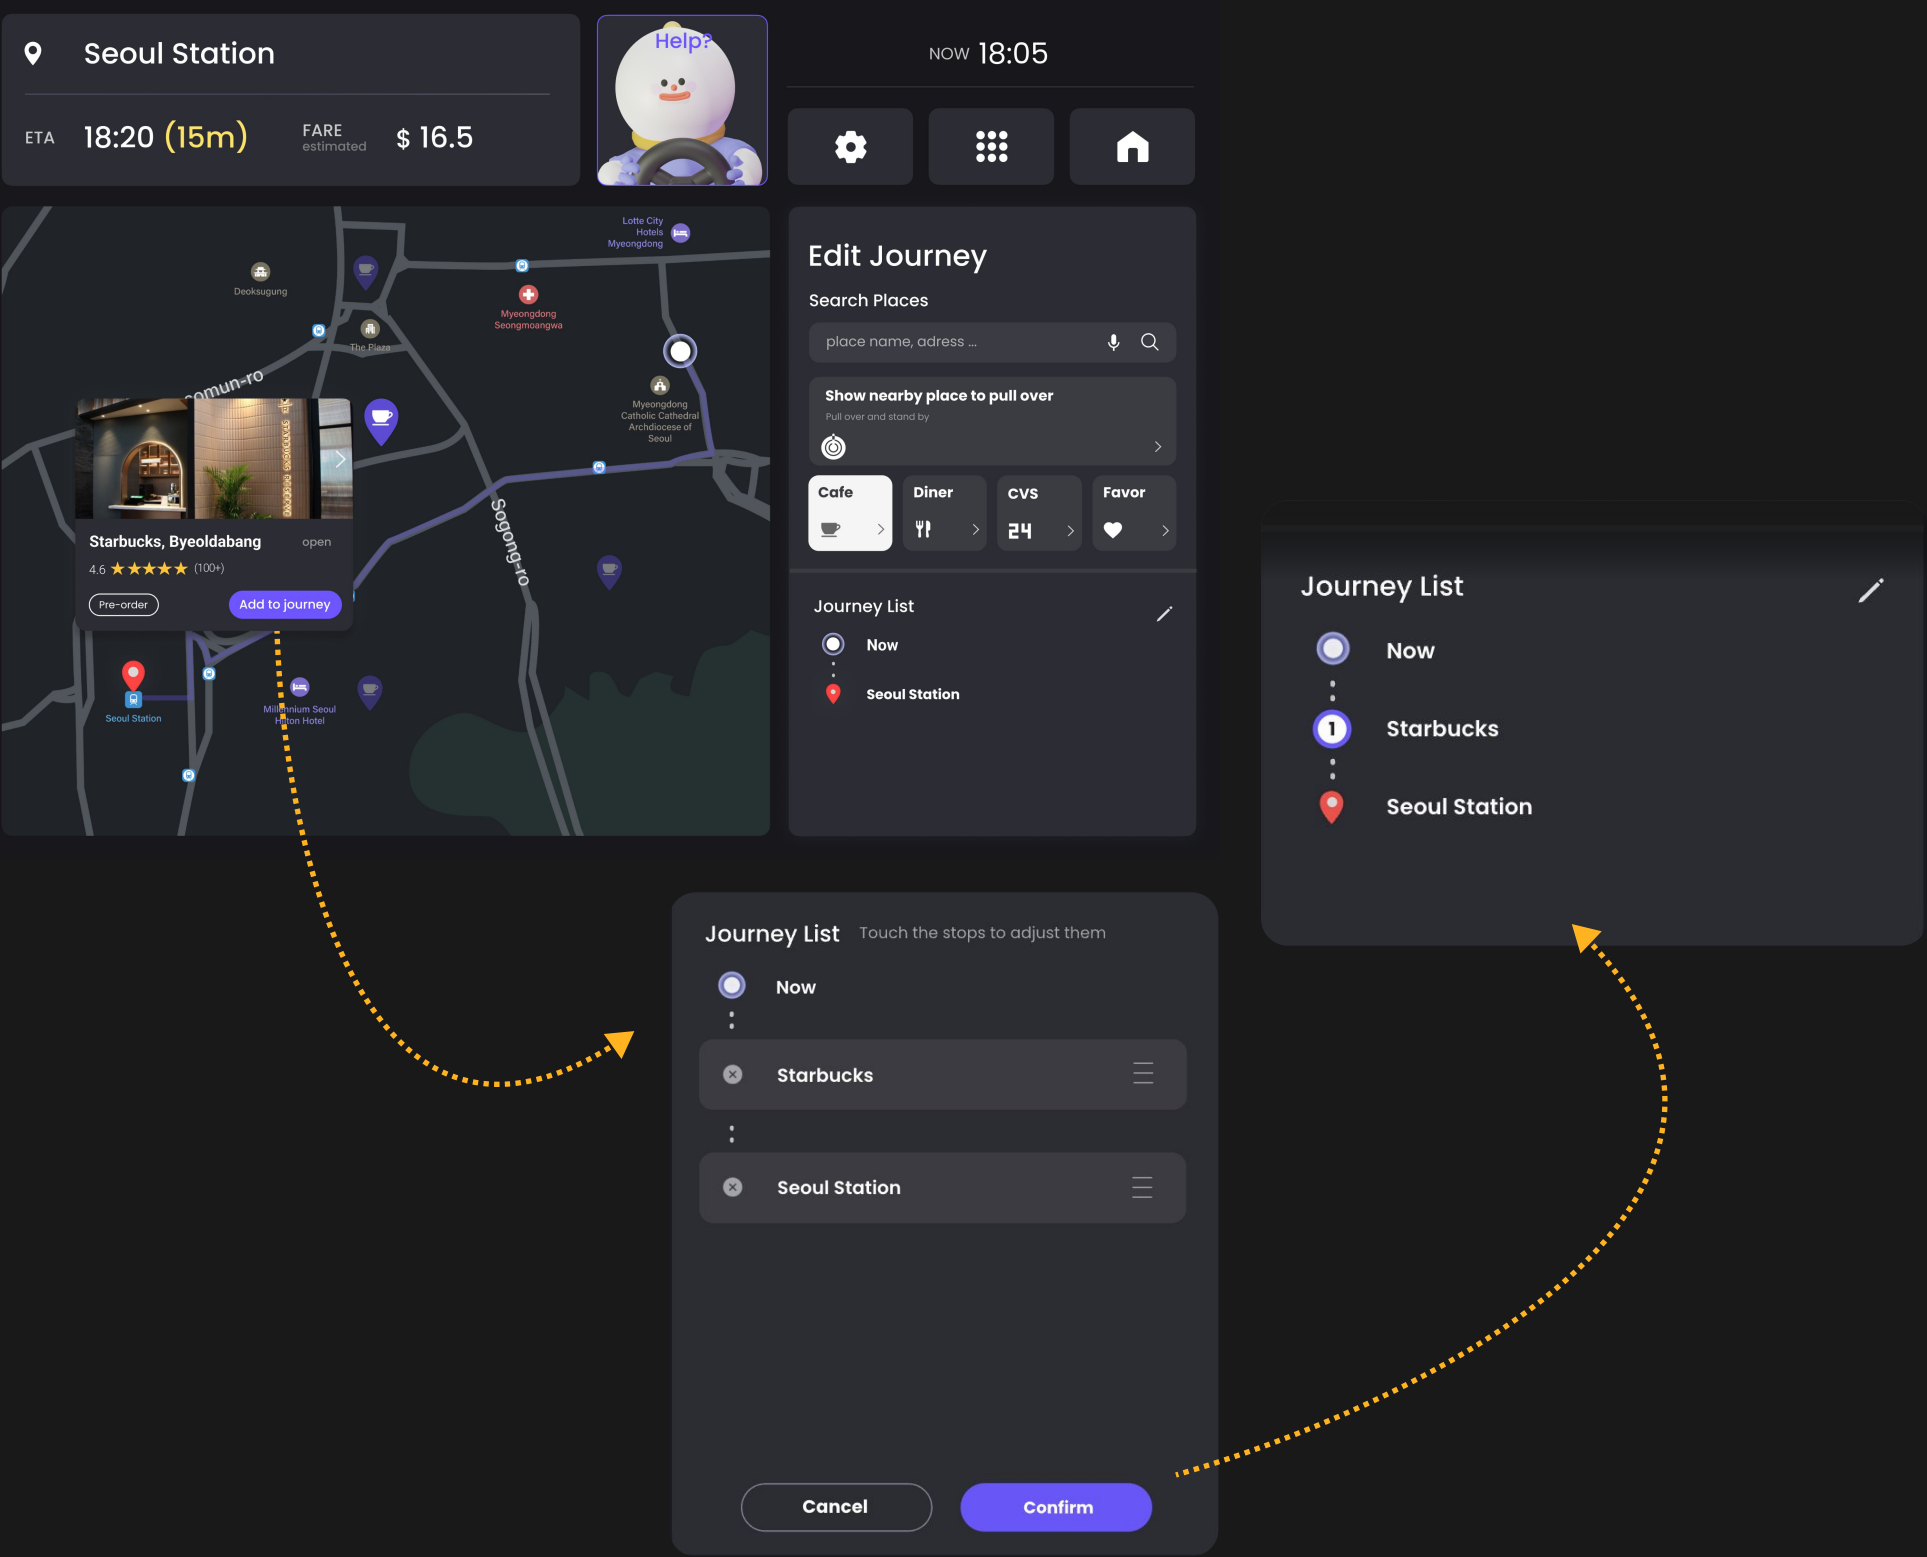 Seoul Station
ETA 18:20 (15m) FARE estimated $ 16.5
Help?
NOW 18:05
Lotte City
Hotels
Myeongdong
Deoksugung
Myeongdong
Seongmoangwa
The Plaza
Myeongdong
Catholic Cathedral
Archdiocese of
Seoul
Sogong-ro
Starbucks, Byeoldabang open
4.6 (100+)
Pre-order Add to journey
Seoul Station
Millennium Seoul
Hilton Hotel
Edit Journey
Search Places
place name, adress ...
Show nearby place to pull over
Pull over and stand by
Cafe Diner CVS Favor
24
Journey List
Now
Seoul Station
Journey List
Now
1 Starbucks
Seoul Station
Journey List Touch the stops to adjust them
Now
Starbucks
Seoul Station
Cancel Confirm